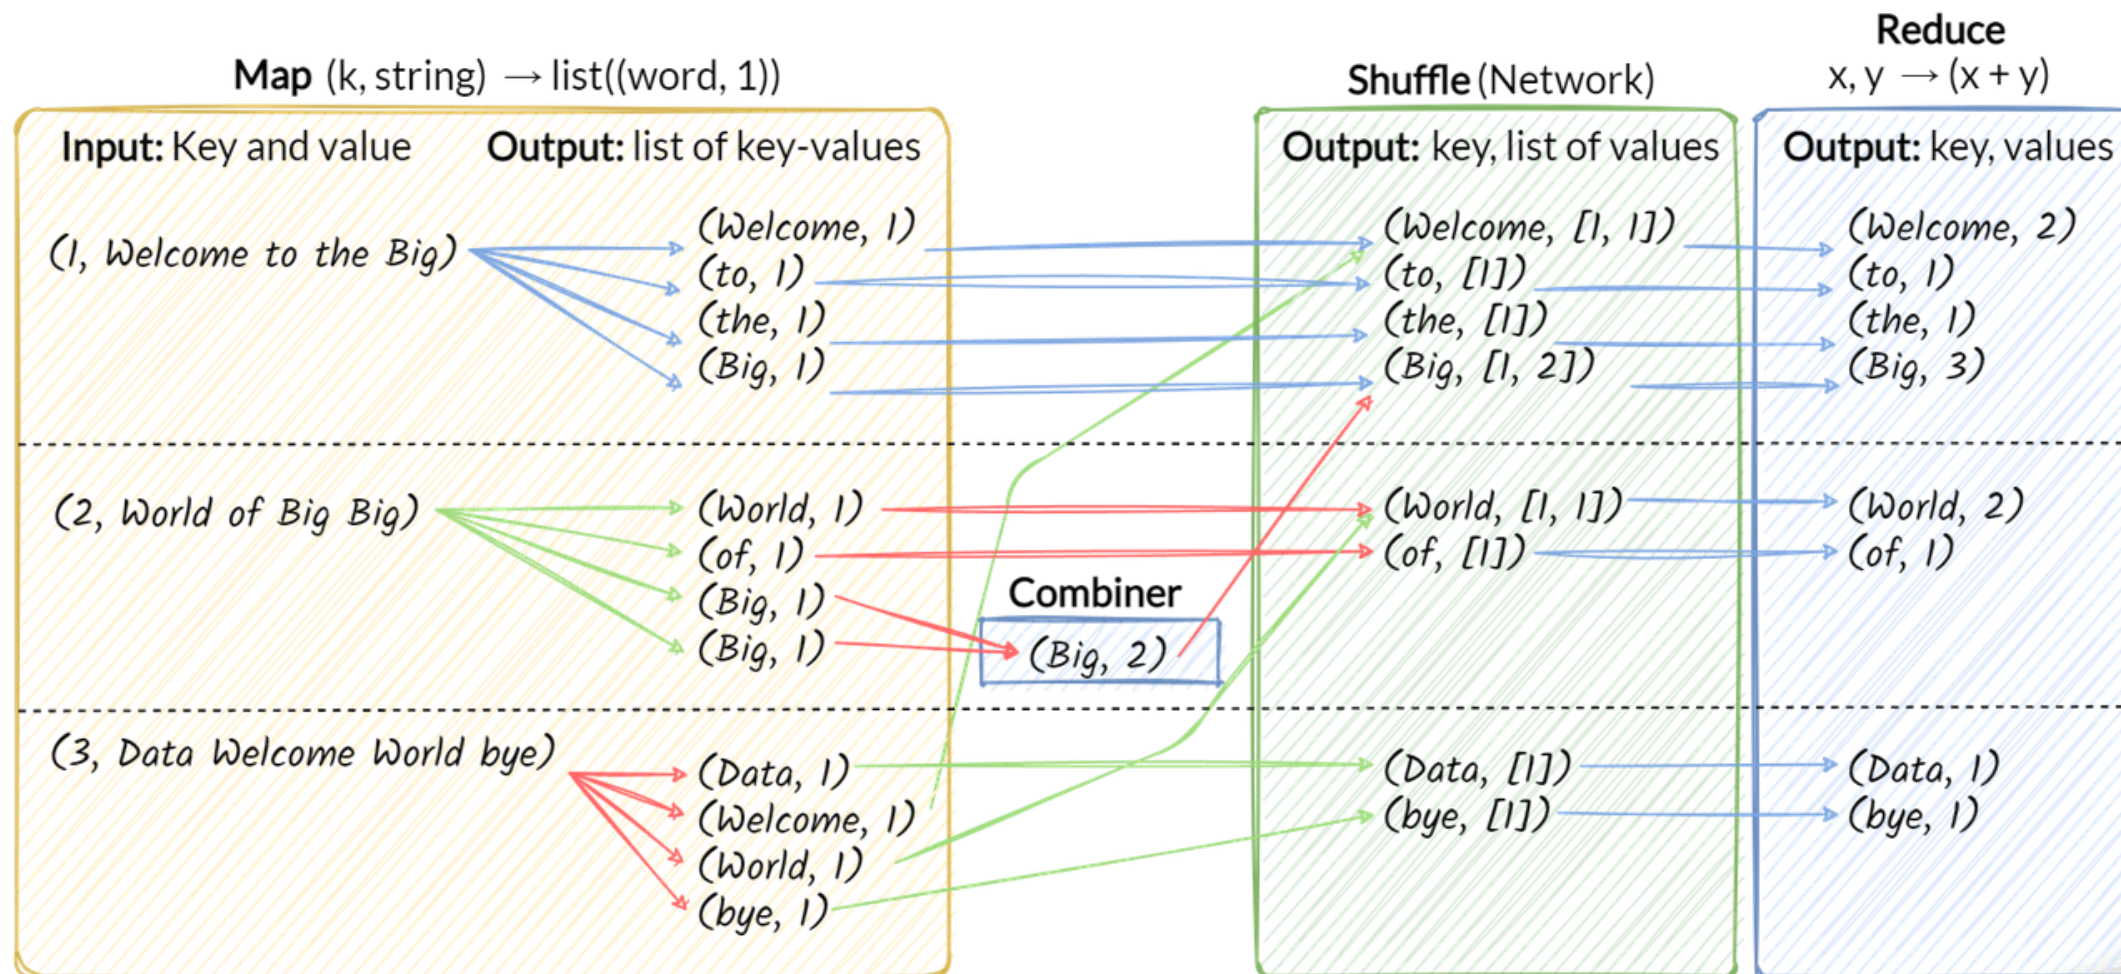 Map (k, string) → list((word, 1))
Shuffle (Network)
Reduce
x, y → (x + y)
Input: Key and value
Output: list of key-values
Output: key, list of values
Output: key, values
(1, Welcome to the Big)
(Welcome, 1)
(to, 1)
(the, 1)
(Big, 1)
(Welcome, [1, 1])
(to, [1])
(the, [1])
(Big, [1, 2])
(Welcome, 2)
(to, 1)
(the, 1)
(Big, 3)
(2, World of Big Big)
(World, 1)
(of, 1)
(Big, 1)
(Big, 1)
Combiner
(Big, 2)
(World, [1, 1])
(of, [1])
(World, 2)
(of, 1)
(3, Data Welcome World bye)
(Data, 1)
(Welcome, 1)
(World, 1)
(bye, 1)
(Data, [1])
(bye, [1])
(Data, 1)
(bye, 1)